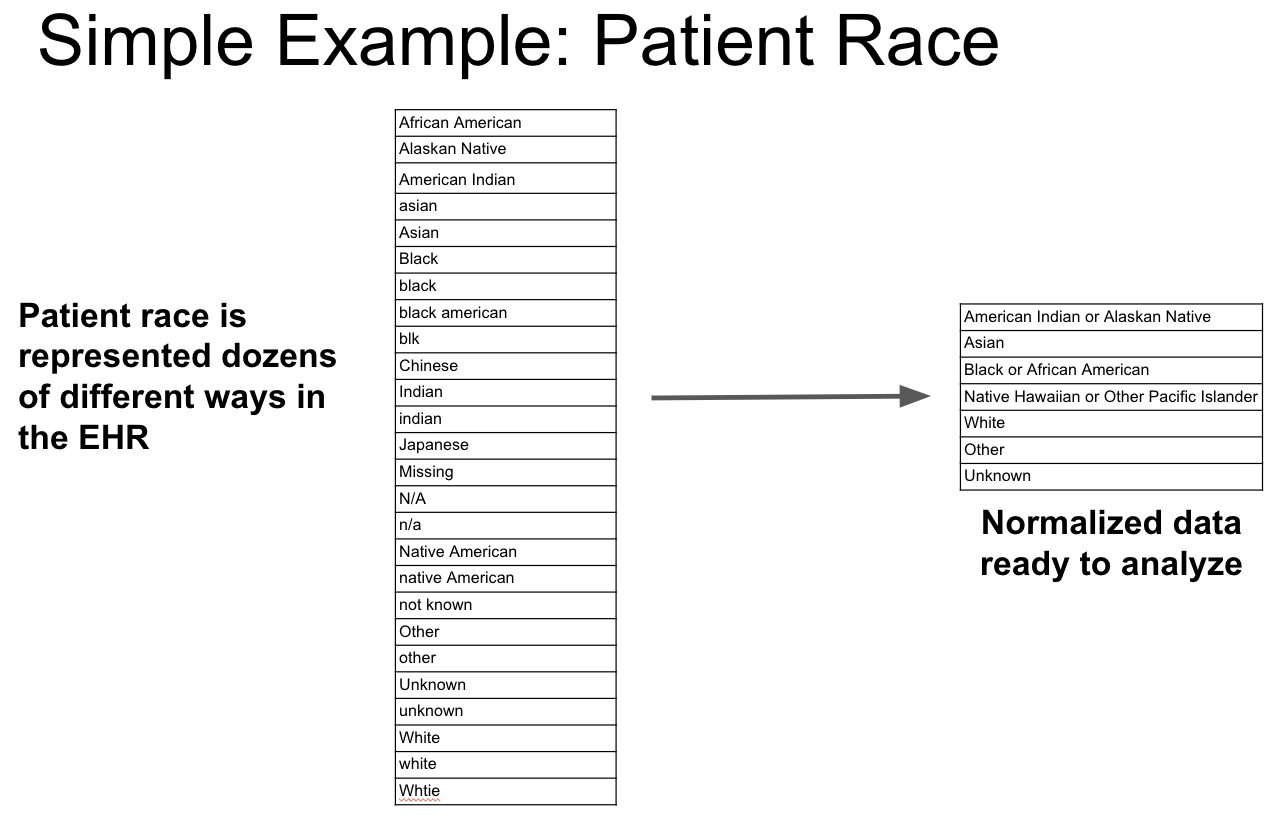 Simple Example: Patient Race
Patient race is
represented dozens
of different ways in
the EHR
African American
Alaskan Native
American Indian
asian
Asian
Black
black
black american
blk
Chinese
Indian
indian
Japanese
Missing
N/A
n/a
Native American
native American
not known
Other
other
Unknown
unknown
White
white
Whtie
American Indian or Alaskan Native
Asian
Black or African American
Native Hawaiian or Other Pacific Islander
White
Other
Unknown
Normalized data
ready to analyze